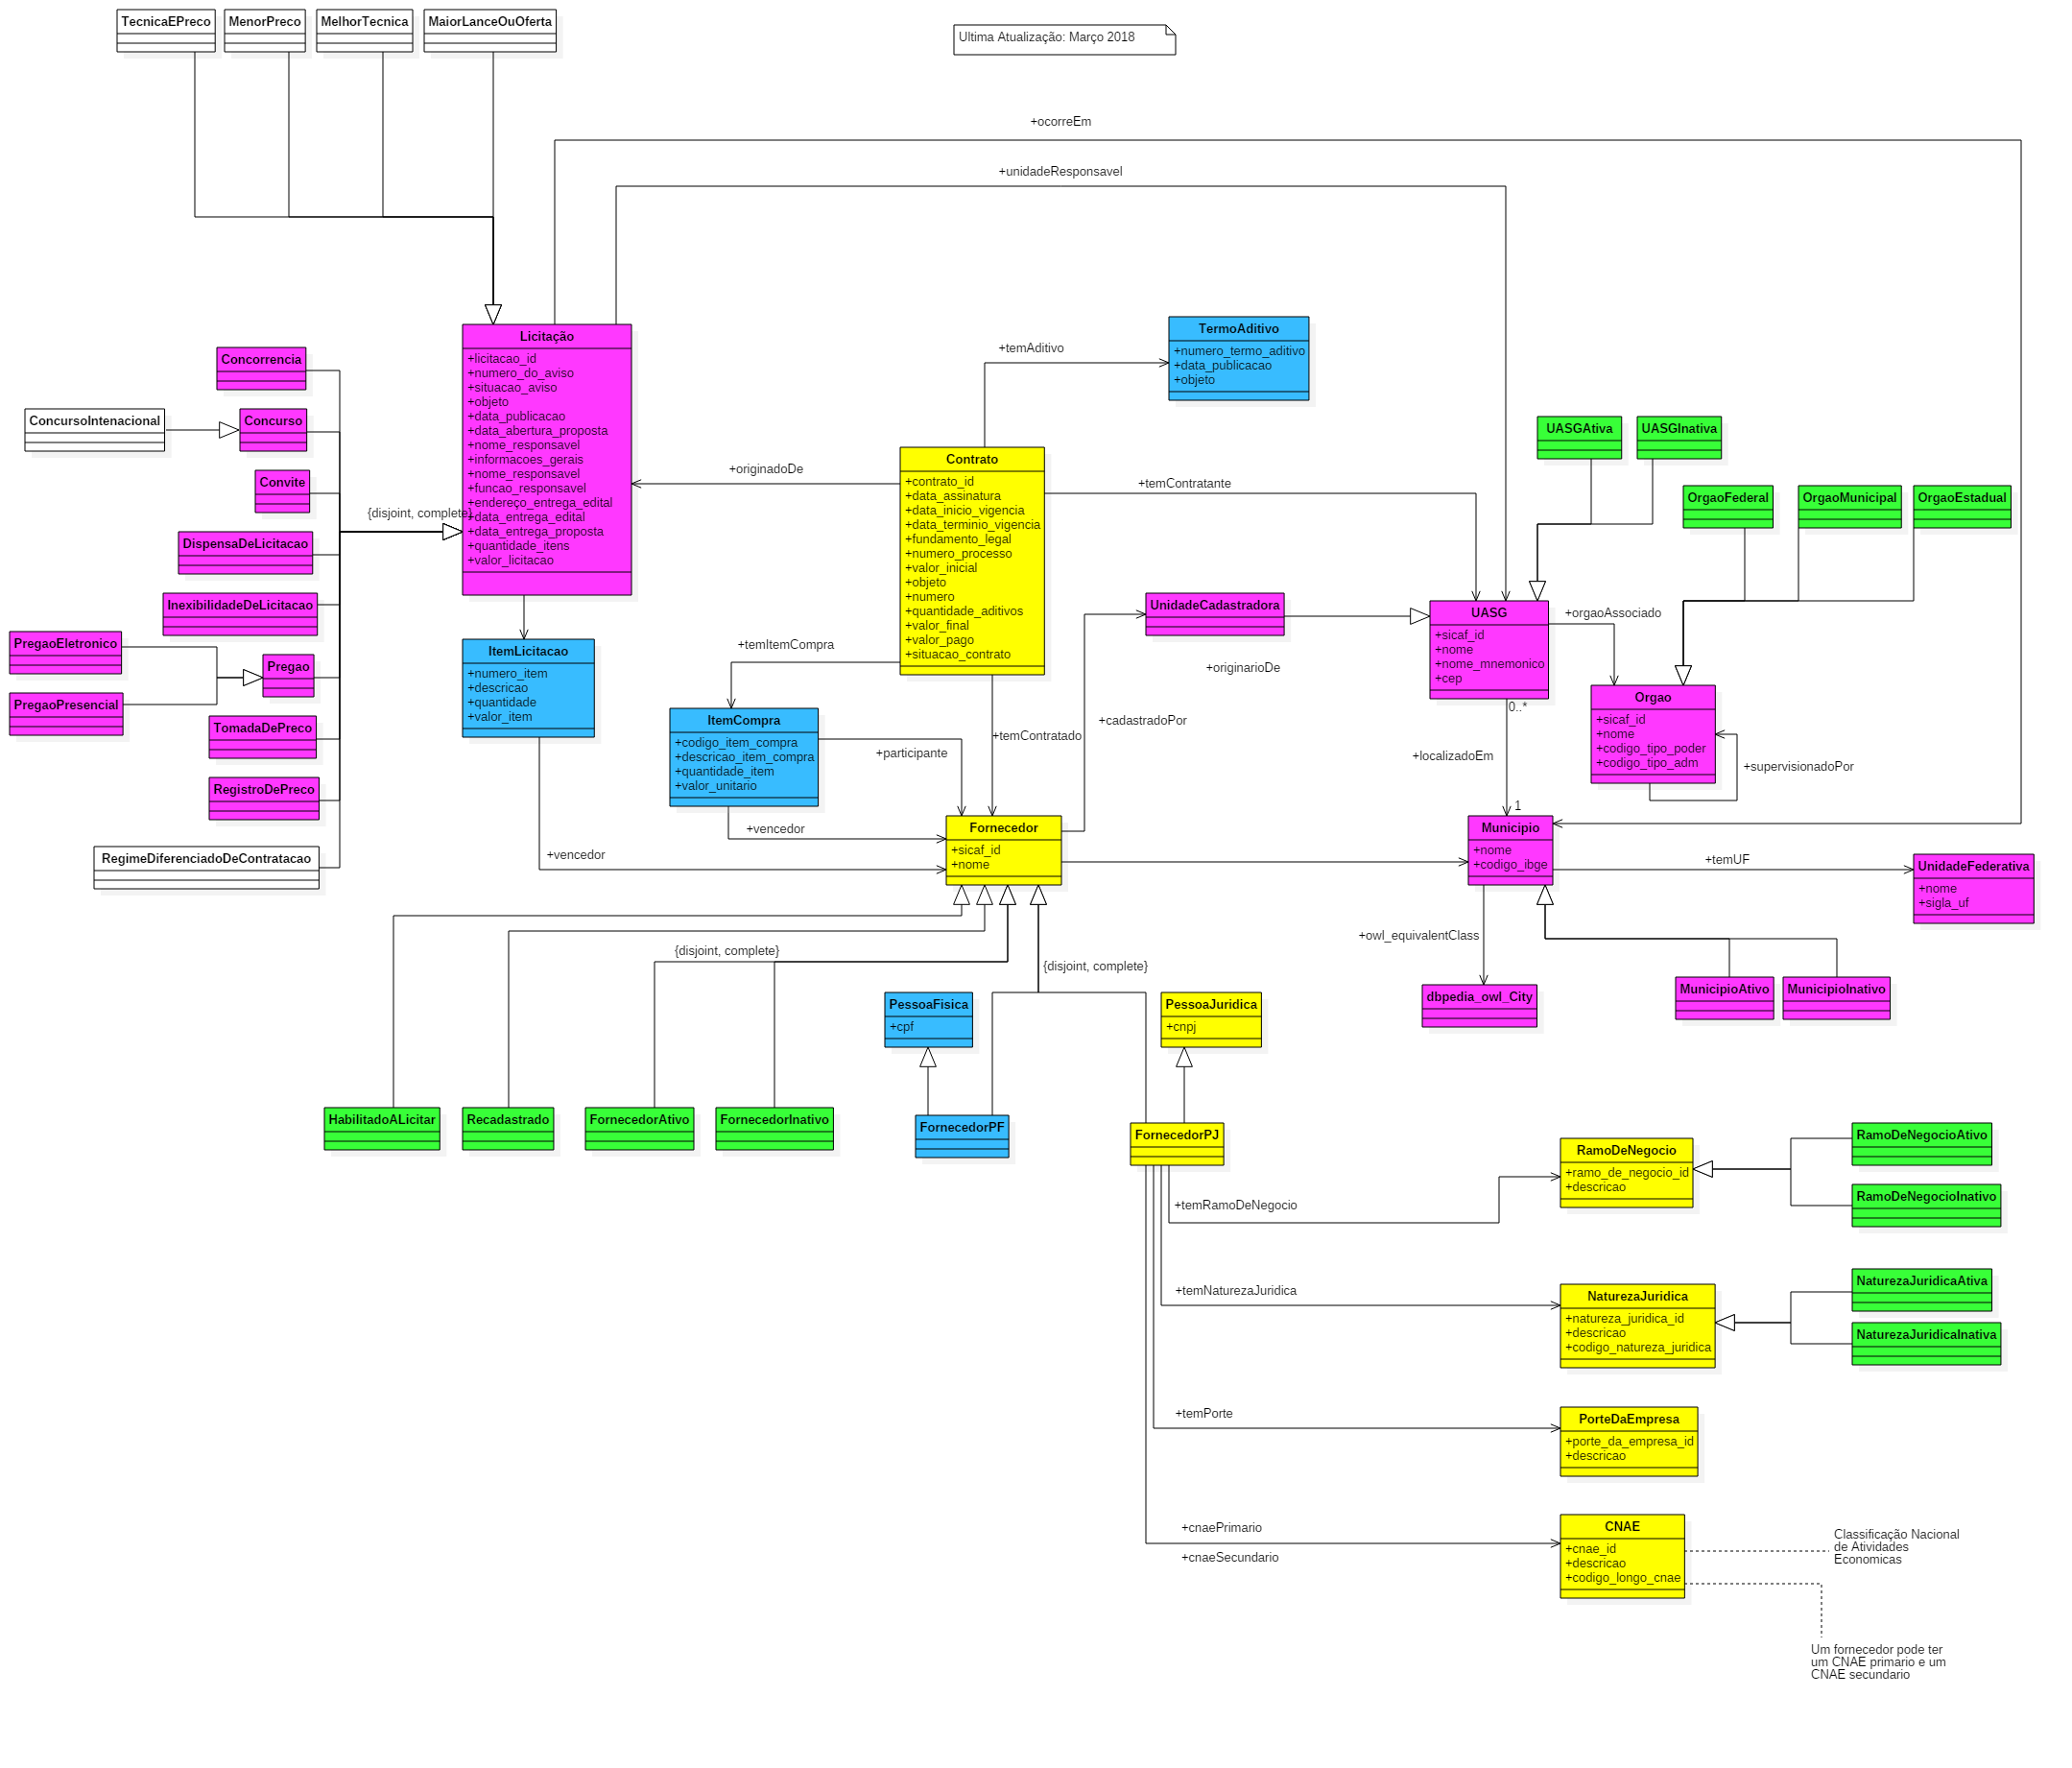 TecnicaEPreco
MenorPreco
MelhorTecnica
MaiorLanceOuOferta
Ultima Atualização: Março 2018
+ocorreEm
+unidadeResponsavel
Licitação
+licitacao_id
+numero_do_aviso
+situacao_aviso
+objeto
+data_publicacao
+data_abertura_proposta
+nome_responsavel
+informacoes_gerais
+nome_responsavel
+funcao_responsavel
+endereço_entrega_edital
+data_entrega_edital
+data_entrega_proposta
+quantidade_itens
+valor_licitacao
Concorrencia
ConcursoIntenacional
Concurso
Convite
{disjoint, complete}
DispensaDeLicitacao
InexibilidadeDeLicitacao
PregaoEletronico
Pregao
PregaoPresencial
TomadaDePreco
RegistroDePreco
RegimeDiferenciadoDeContratacao
TermoAditivo
+numero_termo_aditivo
+data_publicacao
+objeto
+temAditivo
Contrato
+contrato_id
+data_assinatura
+data_inicio_vigencia
+data_terminio_vigencia
+fundamento_legal
+numero_processo
+valor_inicial
+objeto
+numero
+quantidade_aditivos
+valor_final
+valor_pago
+situacao_contrato
+originadoDe
+temContratante
UASGAtiva
UASGInativa
OrgaoFederal
OrgaoMunicipal
OrgaoEstadual
UnidadeCadastradora
UASG
+sicaf_id
+nome
+nome_mnemonico
+cep
+orgaoAssociado
+originarioDe
0..*
+localizadoEm
1
Orgao
+sicaf_id
+nome
+codigo_tipo_poder
+codigo_tipo_adm
+supervisionadoPor
ItemLicitacao
+numero_item
+descricao
+quantidade
+valor_item
+temItemCompra
ItemCompra
+codigo_item_compra
+descricao_item_compra
+quantidade_item
+valor_unitario
+participante
+temContratado
+cadastradoPor
+vencedor
+vencedor
Fornecedor
+sicaf_id
+nome
Municipio
+nome
+codigo_ibge
+temUF
UnidadeFederativa
+nome
+sigla_uf
+owl_equivalentClass
dbpedia_owl_City
MunicipioAtivo
MunicipioInativo
{disjoint, complete}
{disjoint, complete}
PessoaFisica
+cpf
PessoaJuridica
+cnpj
HabilitadoALicitar
Recadastrado
FornecedorAtivo
FornecedorInativo
FornecedorPF
FornecedorPJ
RamoDeNegocio
+ramo_de_negocio_id
+descricao
RamoDeNegocioAtivo
RamoDeNegocioInativo
+temRamoDeNegocio
+temNaturezaJuridica
NaturezaJuridica
+natureza_juridica_id
+descricao
+codigo_natureza_juridica
NaturezaJuridicaAtiva
NaturezaJuridicaInativa
+temPorte
PorteDaEmpresa
+porte_da_empresa_id
+descricao
+cnaePrimario
+cnaeSecundario
CNAE
+cnae_id
+descricao
+codigo_longo_cnae
Classificação Nacional
de Atividades
Economicas
Um fornecedor pode ter
um CNAE primario e um
CNAE secundario